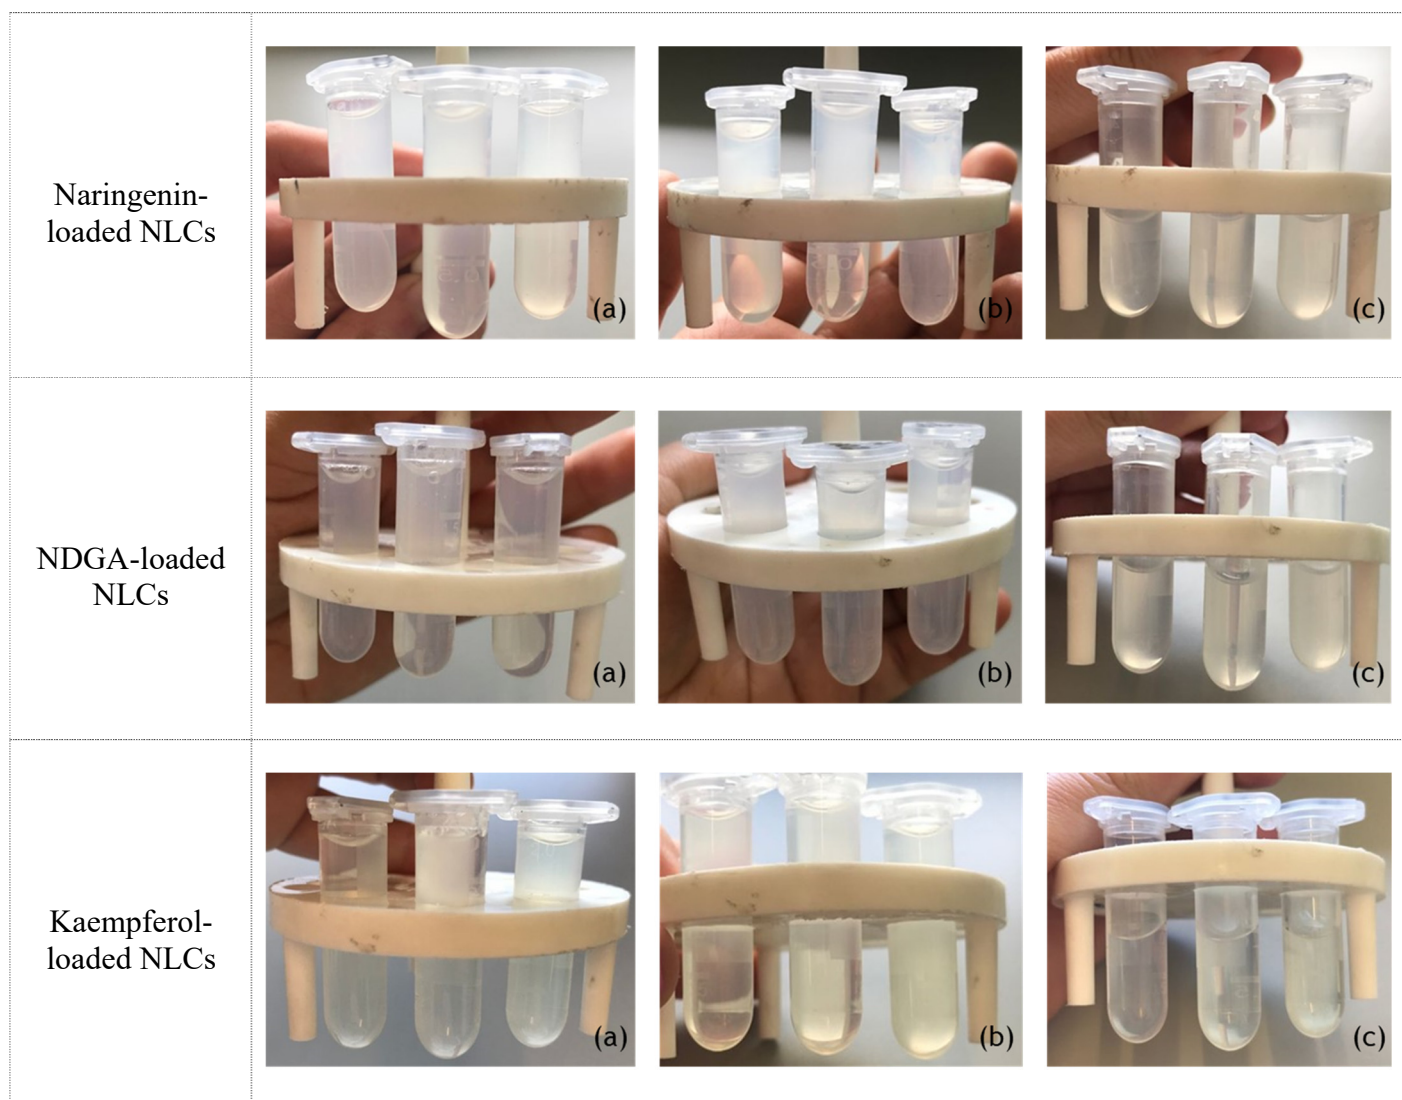 Naringenin-
loaded NLCs
(a)
(b)
(c)
NDGA-loaded
NLCs
(a)
(b)
(c)
Kaempferol-
loaded NLCs
(a)
(b)
(c)